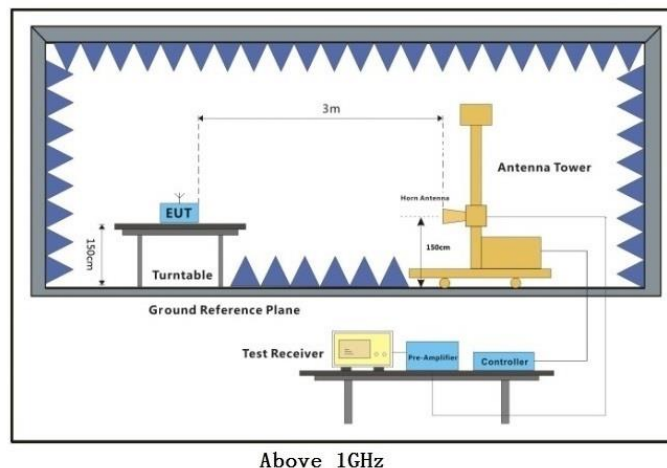 3m
Antenna Tower
Horn Antenna
EUT
150cm
150cm
Turntable
Ground Reference Plane
Test Receiver
Pre-Amplifier
Controller
Above 1GHz